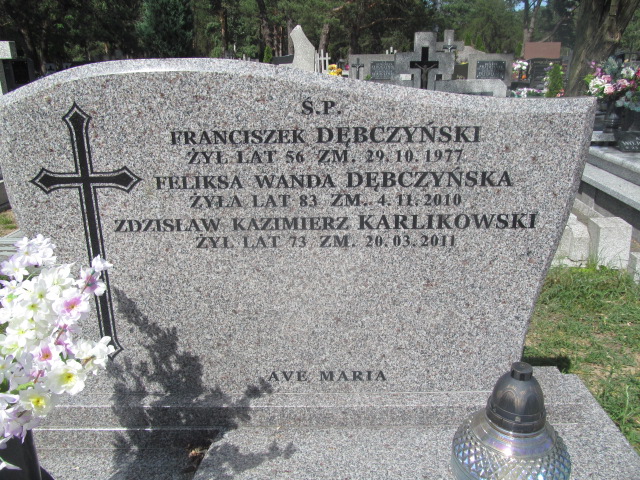 Ś.P.
FRANCISZEK DĘBCZYŃSKI
ŻYŁ LAT 56 ZM. 29.10.1977
FELIKSA WANDA DĘBCZYŃSKA
ŻYŁA LAT 83 ZM. 4.11.2010
ZDZISŁAW KAZIMIERZ KARLIKOWSKI
ŻYŁ LAT 73 ZM. 20.03.2011
AVE MARIA